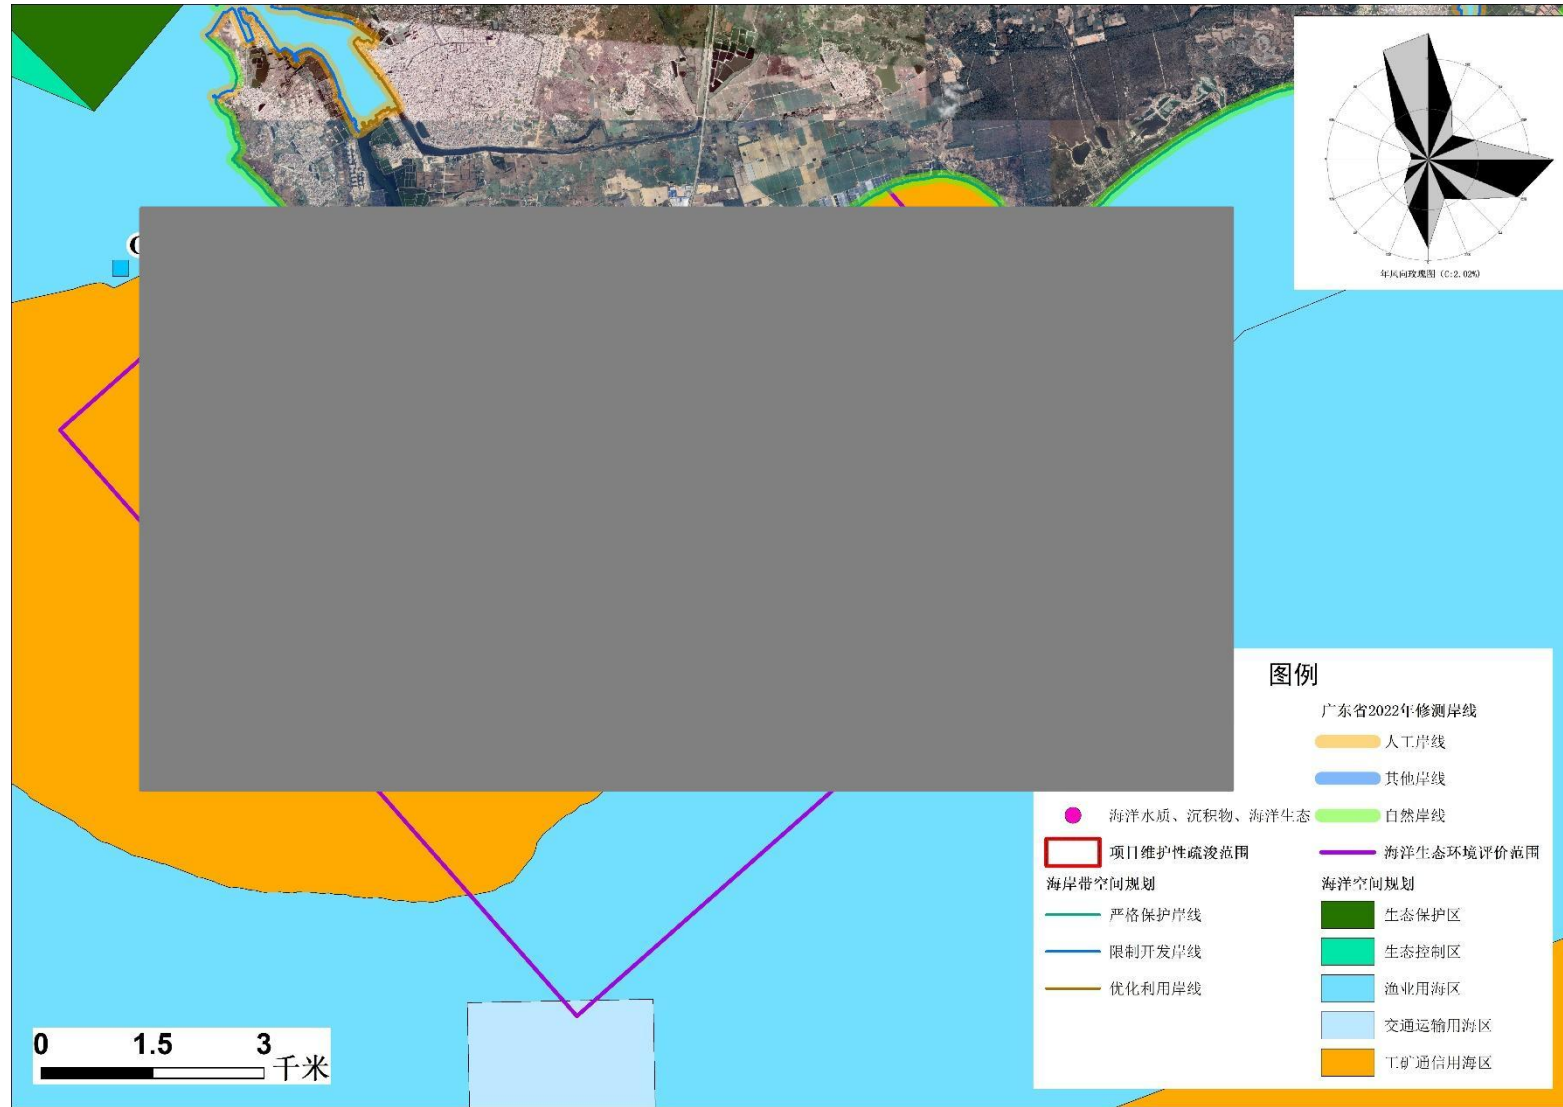 年风向玫瑰图 (C:2.02%)
图例
广东省2022年修测岸线
人工岸线
其他岸线
海洋水质、沉积物、海洋生态
自然岸线
项目维护性疏浚范围
海洋生态环境评价范围
海岸带空间规划
海洋空间规划
严格保护岸线
生态保护区
限制开发岸线
生态控制区
优化利用岸线
渔业用海区
交通运输用海区
工矿通信用海区
0 1.5 3
千米